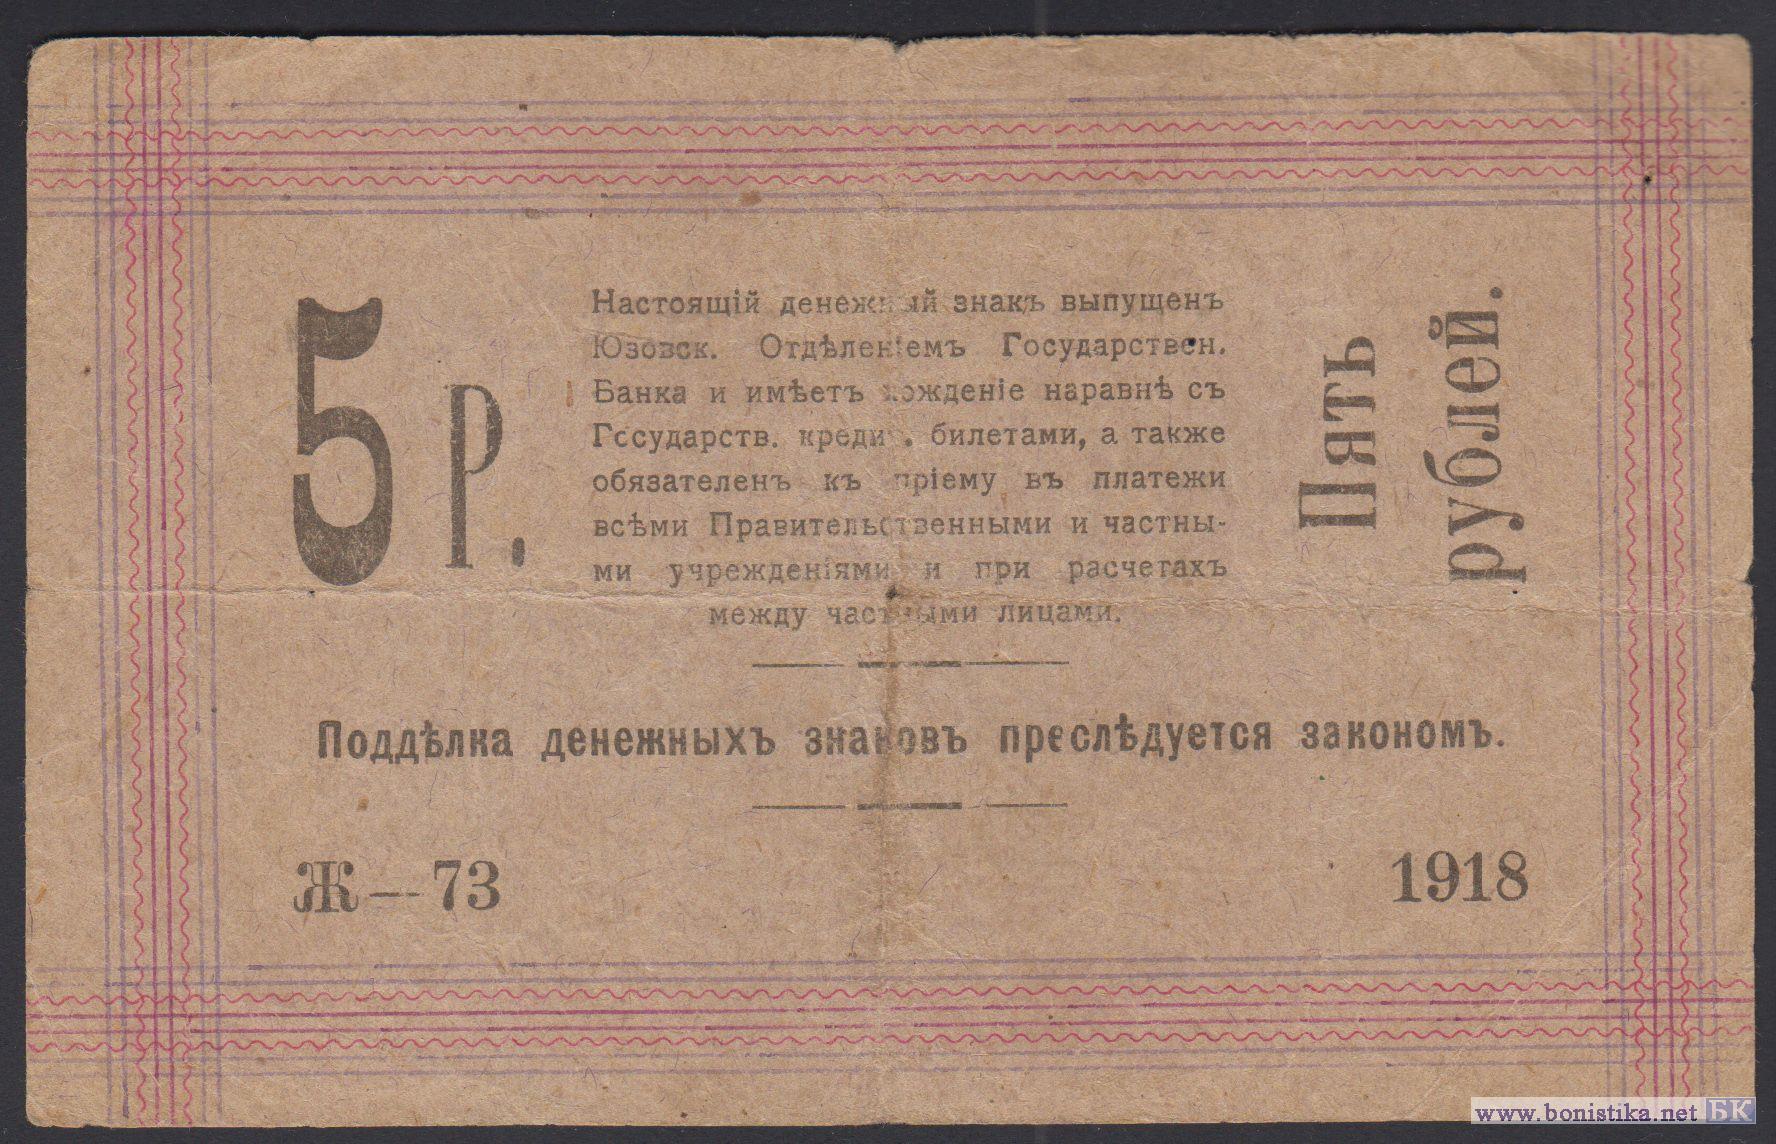 5 Р.
Настоящій денежный знакъ выпущенъ
Юзовск. Отдѣленіемъ Государствен.
Банка и имѣетъ хожденіе наравнѣ съ
Государств. кредит. билетами, а также
обязателенъ къ пріему въ платежи
всѣми Правительственными и частны-
ми учрежденіями и при расчетахъ
между частными лицами.
Пять
рублей.
Поддѣлка денежныхъ знаковъ преслѣдуется закономъ.
Ж — 73
1918
www.bonistika.net БК